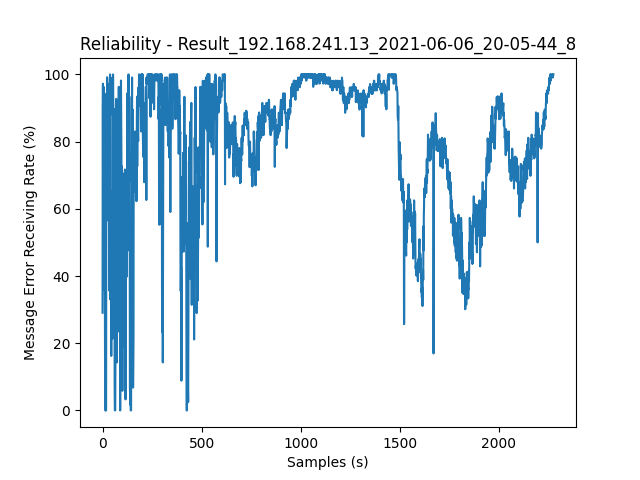 Reliability - Result_192.168.241.13_2021-06-06_20-05-44_8
Message Error Receiving Rate (%)
100
80
60
40
20
0
0 500 1000 1500 2000
Samples (s)